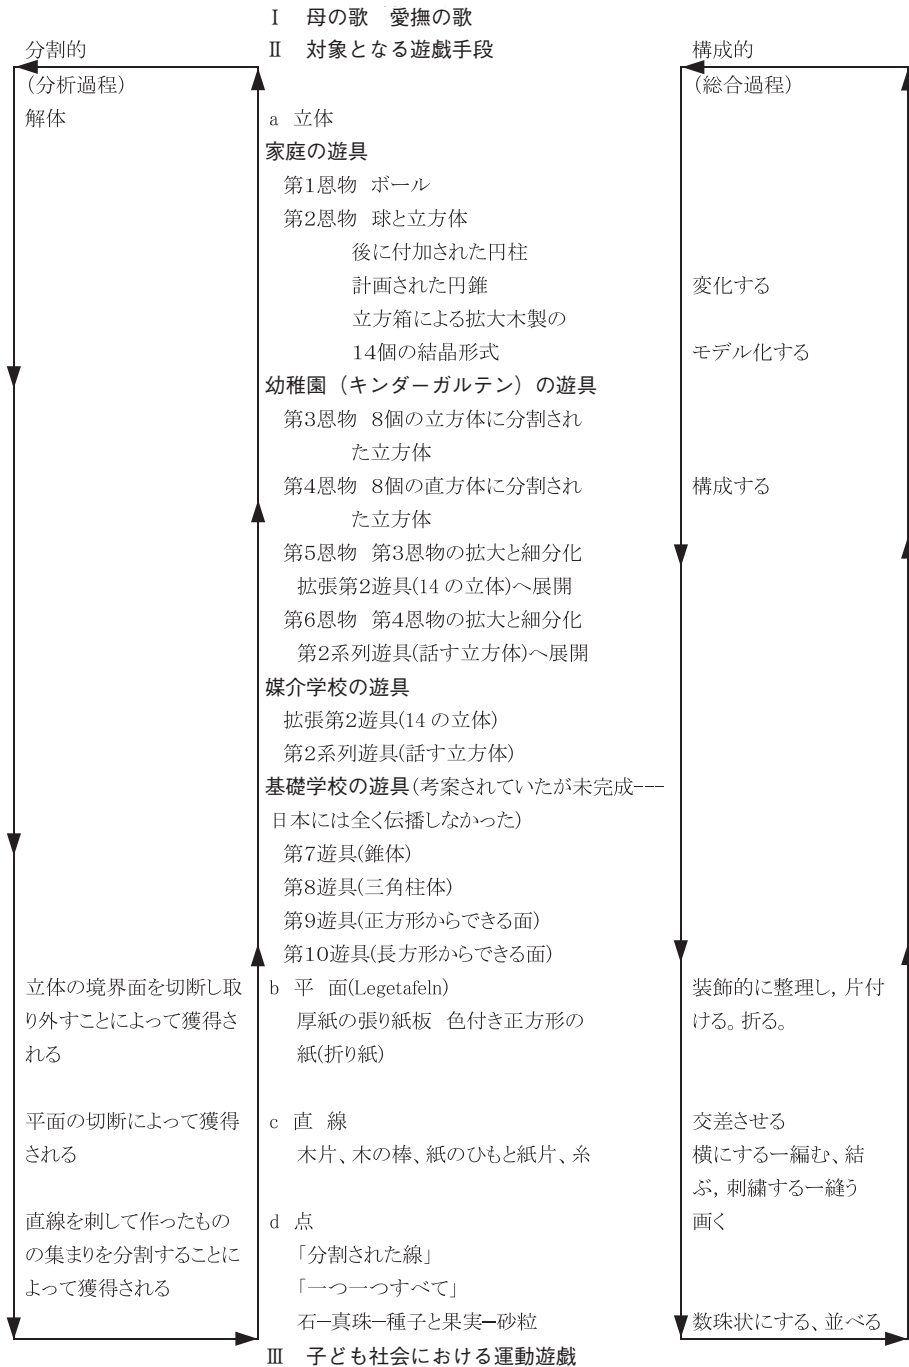 Ⅰ 母の歌 愛撫の歌
分割的 Ⅱ 対象となる遊戯手段 構成的
(分析過程) (総合過程)
解体 a 立体
家庭の遊具
第1恩物 ボール
第2恩物 球と立方体
後に付加された円柱
計画された円錐 変化する
立方箱による拡大木製の
14個の結晶形式 モデル化する
幼稚園（キンダーガルテン）の遊具
第3恩物 8個の立方体に分割され
た立方体
第4恩物 8個の直方体に分割され 構成する
た立方体
第5恩物 第3恩物の拡大と細分化
拡張第2遊具(14の立体)へ展開
第6恩物 第4恩物の拡大と細分化
第2系列遊具(話す立方体)へ展開
媒介学校の遊具
拡張第2遊具(14の立体)
第2系列遊具(話す立方体)
基礎学校の遊具(考案されていたが未完成---
日本には全く伝播しなかった)
第7遊具(錐体)
第8遊具(三角柱体)
第9遊具(正方形からできる面)
第10遊具(長方形からできる面)
立体の境界面を切断し取 b 平 面(Legetafeln) 装飾的に整理し，片付
り外すことによって獲得さ 厚紙の張り紙板 色付き正方形の ける。折る。
れる 紙(折り紙)
平面の切断によって獲得 c 直 線 交差させる
される 木片、木の棒、紙のひもと紙片、糸 横にするー編む、結
ぶ，刺繍するー縫う
直線を刺して作ったもの d 点 画く
の集まりを分割することに 「分割された線」
よって獲得される 「一つ一つすべて」
石−真珠−種子と果実−砂粒 数珠状にする、並べる
Ⅲ 子ども社会における運動遊戯